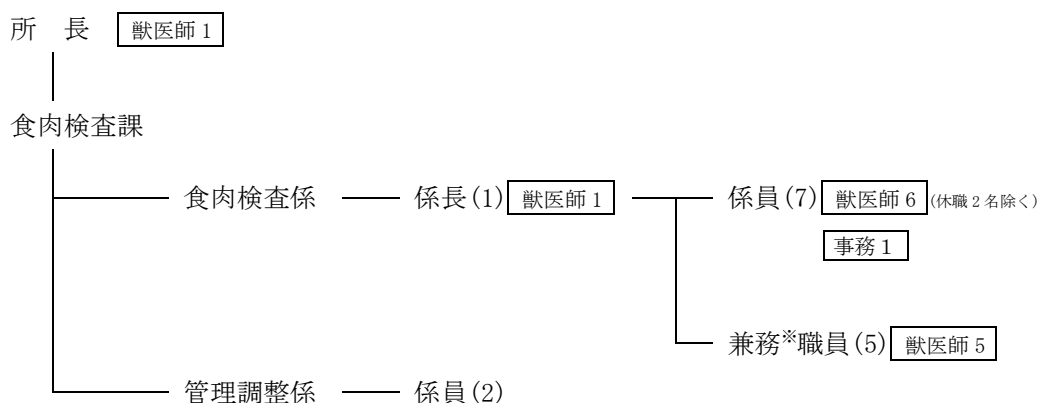 所　長　獣医師 1
食肉検査課
食肉検査係　係長(1)　獣医師 1　係員(7)　獣医師 6　(休職 2 名除く)
事務 1
兼務※職員(5)　獣医師 5
管理調整係　係員(2)